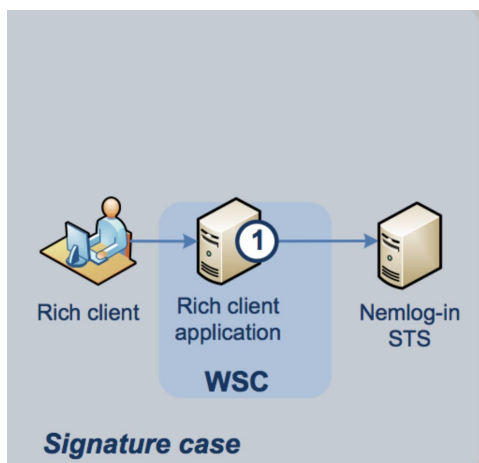 1
Rich client
Rich client
application
Nemlog-in
STS
WSC
Signature case